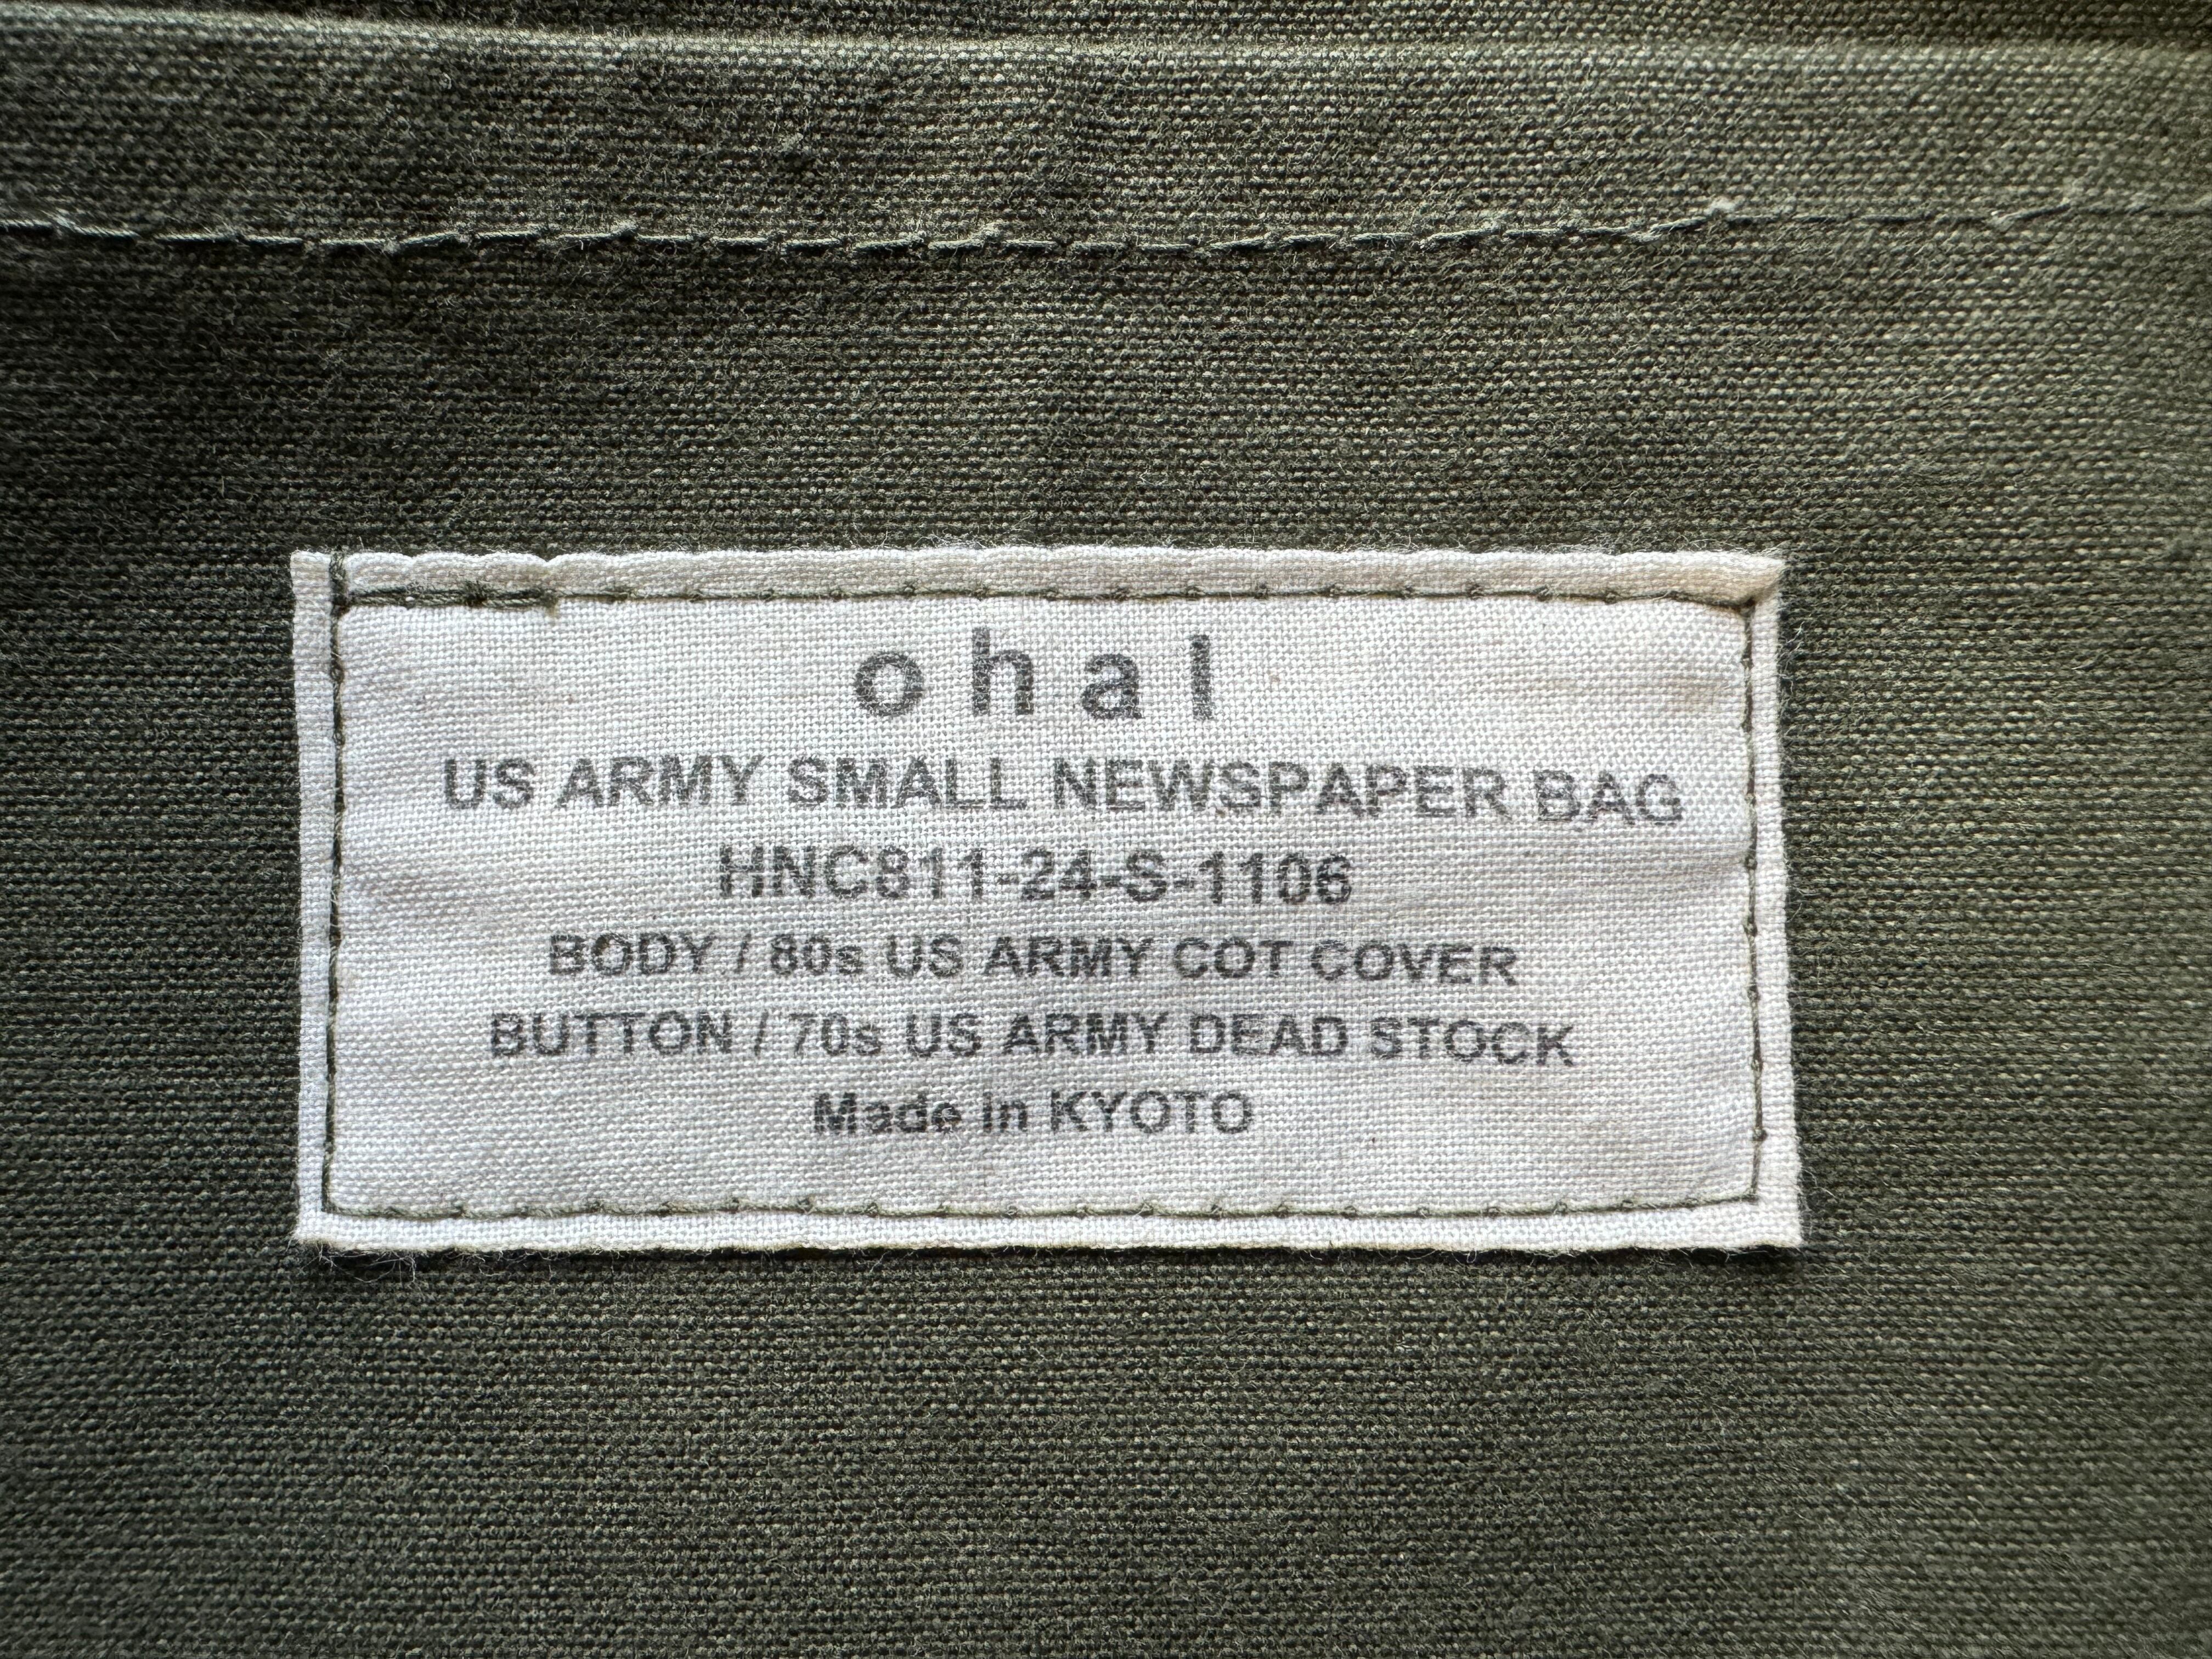 ohal
US ARMY SMALL NEWSPAPER BAG
HNC811-24-S-1106
BODY / 80s US ARMY COT COVER
BUTTON / 70s US ARMY DEAD STOCK
Made in KYOTO